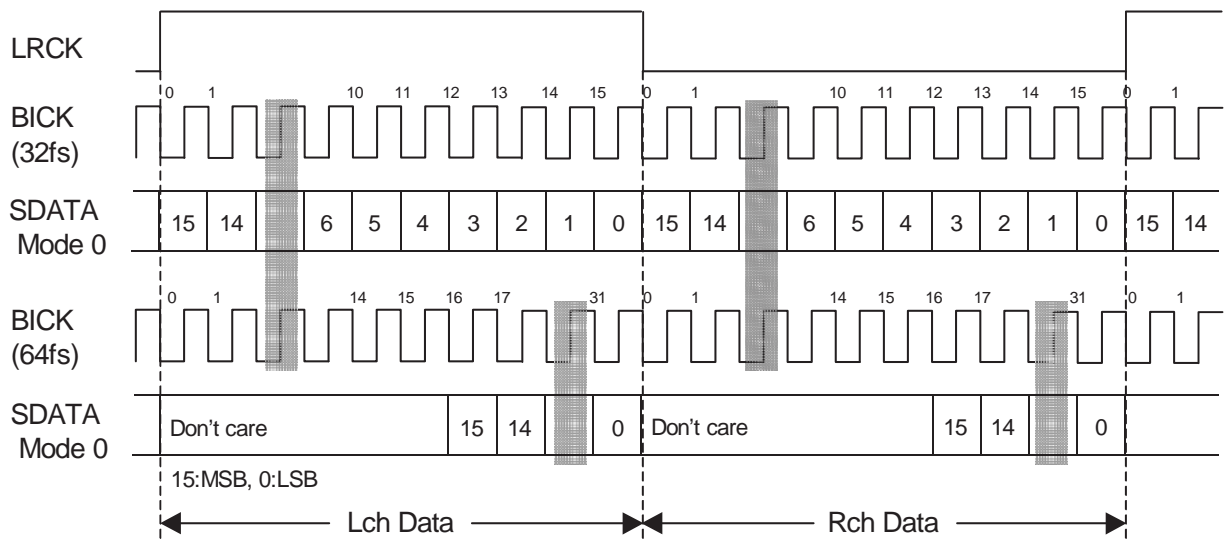 LRCK
0 1 10 11 12 13 14 15 0 1 10 11 12 13 14 15 0 1
BICK
(32fs)
SDATA
Mode 0
15 14 6 5 4 3 2 1 0 15 14 6 5 4 3 2 1 0 15 14
0 1 14 15 16 17 31 0 1 14 15 16 17 31 0 1
BICK
(64fs)
SDATA
Mode 0
Don't care 15 14 0 Don't care 15 14 0
15:MSB, 0:LSB
Lch Data Rch Data